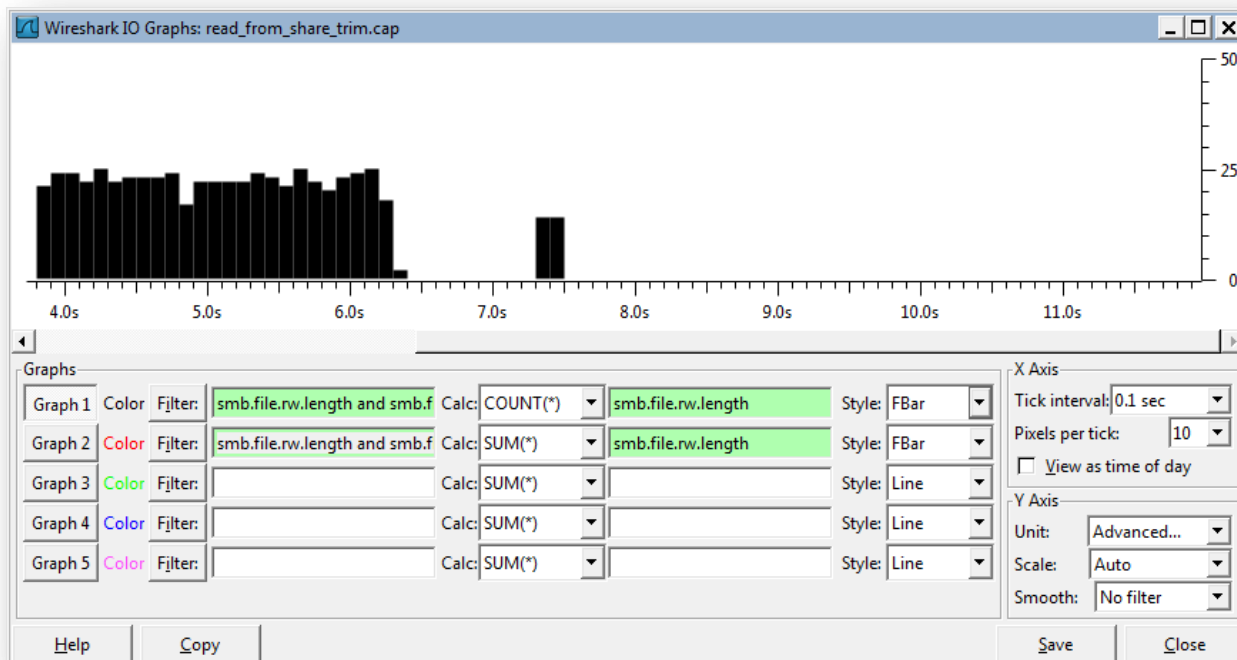 Wireshark IO Graphs: read_from_share_trim.cap
50
25
0
4.0s 5.0s 6.0s 7.0s 8.0s 9.0s 10.0s 11.0s
Graphs
Graph 1 Color Filter: smb.file.rw.length and smb.f Calc: COUNT(*) smb.file.rw.length Style: FBar
Graph 2 Color Filter: smb.file.rw.length and smb.f Calc: SUM(*) smb.file.rw.length Style: FBar
Graph 3 Color Filter: Calc: SUM(*) Style: Line
Graph 4 Color Filter: Calc: SUM(*) Style: Line
Graph 5 Color Filter: Calc: SUM(*) Style: Line
X Axis
Tick interval: 0.1 sec
Pixels per tick: 10
View as time of day
Y Axis
Unit: Advanced...
Scale: Auto
Smooth: No filter
Help Copy Save Close